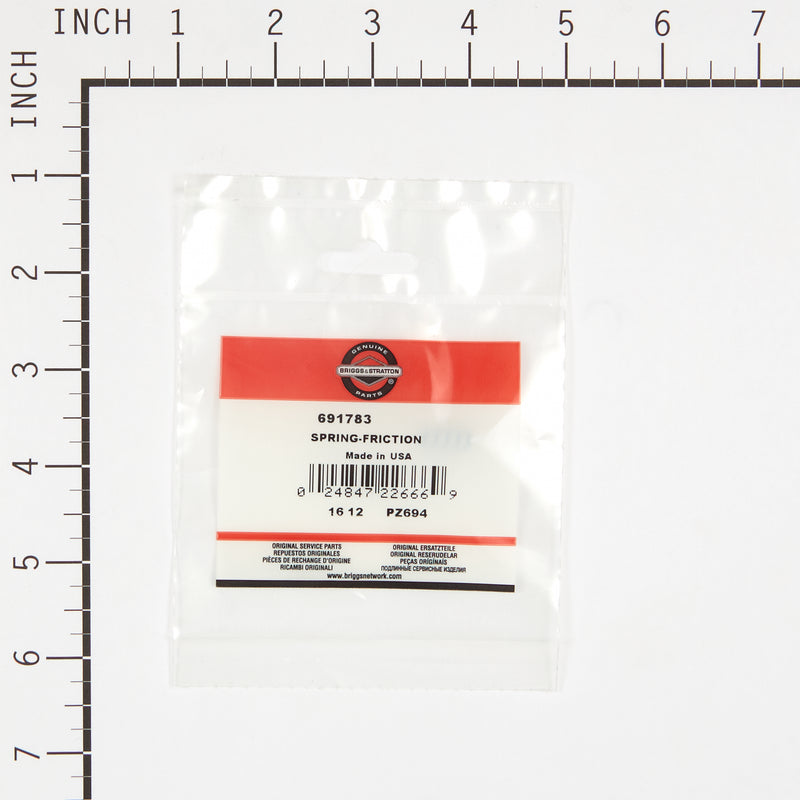 INCH 1 2 3 4 5 6 7
INCH
1
2
3
4
5
6
7
GENUINE
BRIGGS & STRATTON
PARTS ®
691783
SPRING-FRICTION
Made in USA
0 24847 22666 9
16 12 PZ694
ORIGINAL SERVICE PARTS
REPUESTOS ORIGINALES
PIÈCES DE RECHANGE D'ORIGINE
RICAMBI ORIGINALI
ORIGINAL ERSATZTEILE
ORIGINAL RESERUDELAR
PEÇAS ORIGÍNAIS
ПОДЛИННЫЕ СЕРВИСНЫЕ ИЗДЕЛИЯ
www.briggsnetwork.com